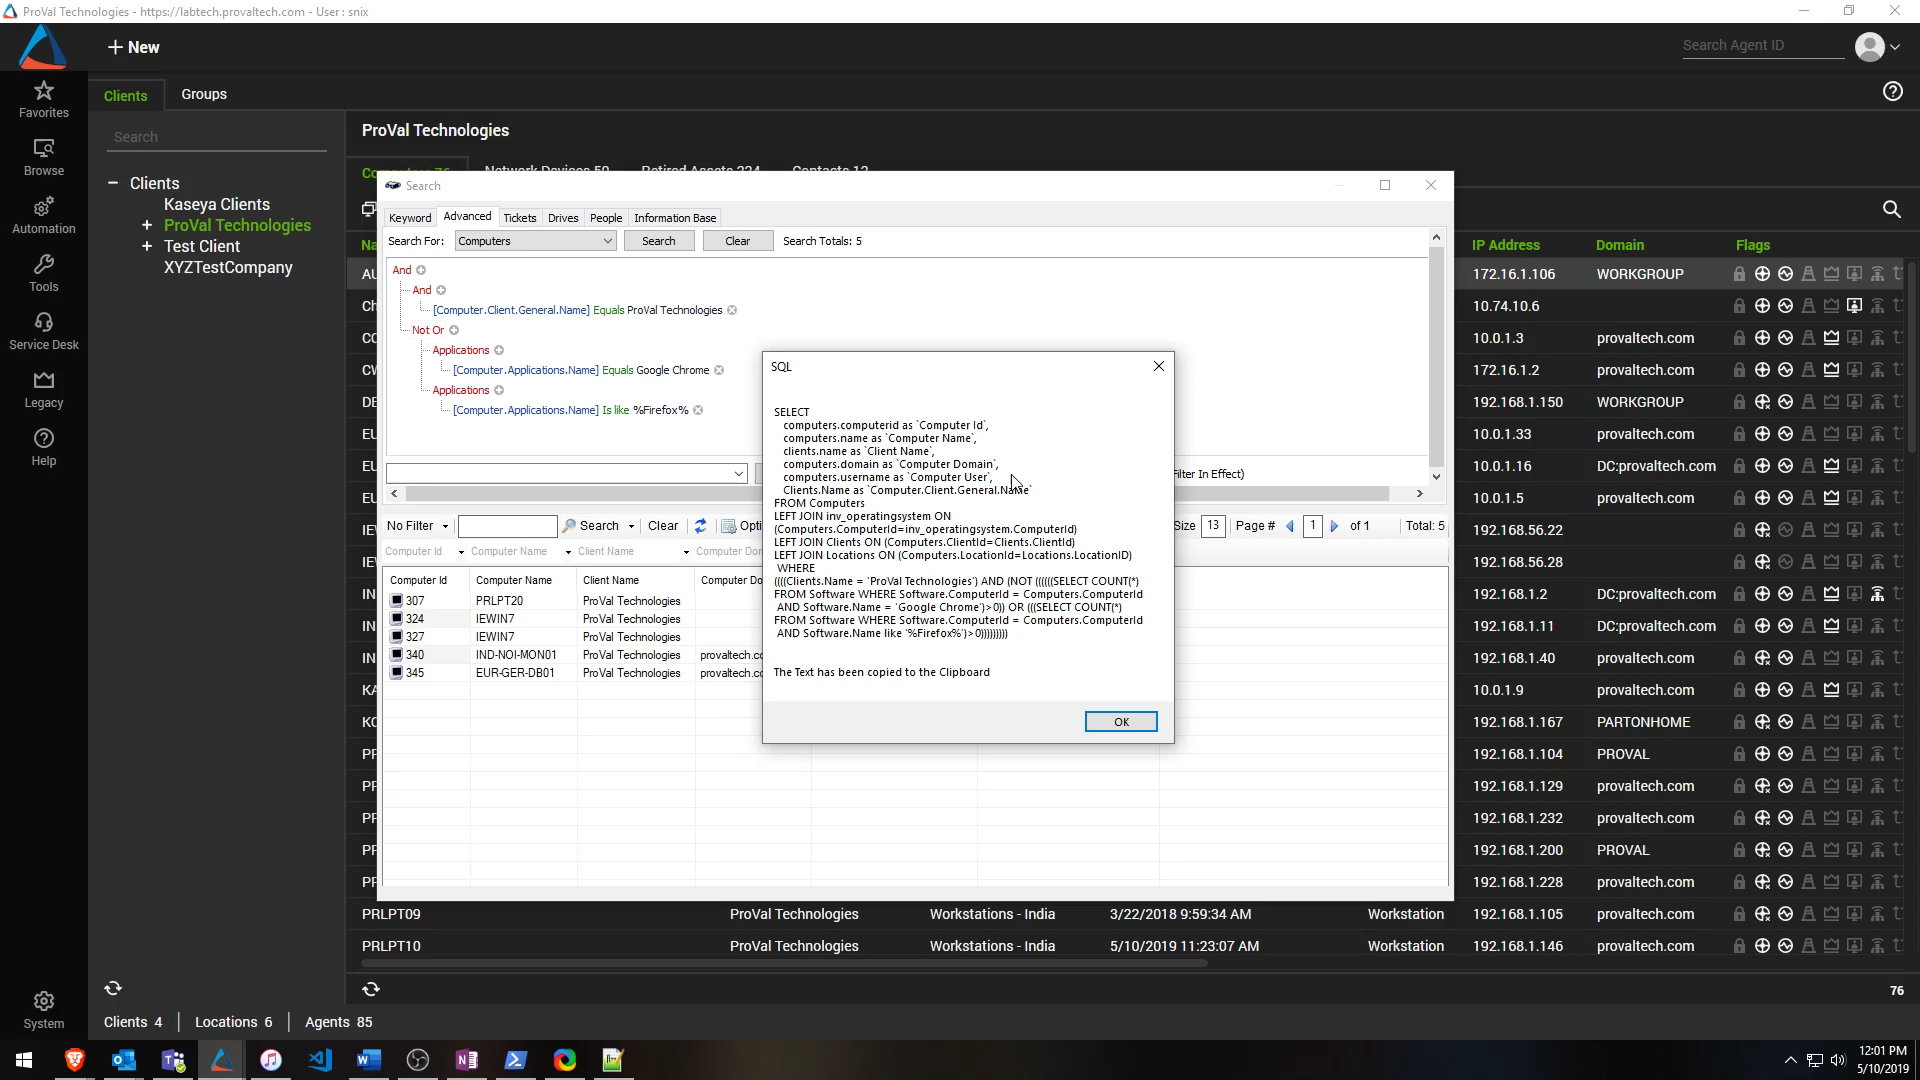 ProVal Technologies - https://labtech.provaltech.com - User : snix
+ New
Search Agent ID
Favorites
Browse
Automation
Tools
Service Desk
Legacy
Help
System
Clients
Groups
Search
Clients
Kaseya Clients
ProVal Technologies
Test Client
XYZTestCompany
ProVal Technologies
Search
Keyword
Advanced
Tickets
Drives
People
Information Base
Search For:
Computers
Search
Clear
Search Totals: 5
And
And
[Computer.Client.General.Name] Equals ProVal Technologies
Not Or
Applications
[Computer.Applications.Name] Equals Google Chrome
Applications
[Computer.Applications.Name] Is like %Firefox%
In Effect)
No Filter
Search
Clear
Size 13 Page # 1 of 1 Total: 5
Computer Id Computer Name Client Name
Computer Id Computer Name Client Name
307 PRLPT20 ProVal Technologies
324 IEWIN7 ProVal Technologies
327 IEWIN7 ProVal Technologies
340 IND-NOI-MON01 ProVal Technologies
345 EUR-GER-DB01 ProVal Technologies
SQL
SELECT
computers.computerid as `Computer Id`,
computers.name as `Computer Name`,
clients.name as `Client Name`,
computers.domain as `Computer Domain`,
computers.username as `Computer User`,
Clients.Name as `Computer.Client.General.Name`
FROM Computers
LEFT JOIN inv_operatingsystem ON
(Computers.ComputerId=inv_operatingsystem.ComputerId)
LEFT JOIN Clients ON (Computers.ClientId=Clients.ClientId)
LEFT JOIN Locations ON (Computers.LocationId=Locations.LocationID)
WHERE
((((Clients.Name = 'ProVal Technologies') AND (NOT ((((((SELECT COUNT(*)
FROM Software WHERE Software.ComputerId = Computers.ComputerId
AND Software.Name = 'Google Chrome')>0)) OR (((SELECT COUNT(*)
FROM Software WHERE Software.ComputerId = Computers.ComputerId
AND Software.Name like '%Firefox%')>0)))))))))
The Text has been copied to the Clipboard
OK
IP Address Domain Flags
172.16.1.106 WORKGROUP
10.74.10.6
10.0.1.3 provaltech.com
172.16.1.2 provaltech.com
192.168.1.150 WORKGROUP
10.0.1.33 provaltech.com
10.0.1.16 DC:provaltech.com
10.0.1.5 provaltech.com
192.168.56.22
192.168.56.28
192.168.1.2 DC:provaltech.com
192.168.1.11 DC:provaltech.com
192.168.1.40 provaltech.com
10.0.1.9 provaltech.com
192.168.1.167 PARTONHOME
192.168.1.104 PROVAL
192.168.1.129 provaltech.com
192.168.1.232 provaltech.com
192.168.1.200 PROVAL
192.168.1.228 provaltech.com
PRLPT09 ProVal Technologies Workstations - India 3/22/2018 9:59:34 AM Workstation 192.168.1.105 provaltech.com
PRLPT10 ProVal Technologies Workstations - India 5/10/2019 11:23:07 AM Workstation 192.168.1.146 provaltech.com
76
Clients 4 | Locations 6 | Agents 85
12:01 PM
5/10/2019